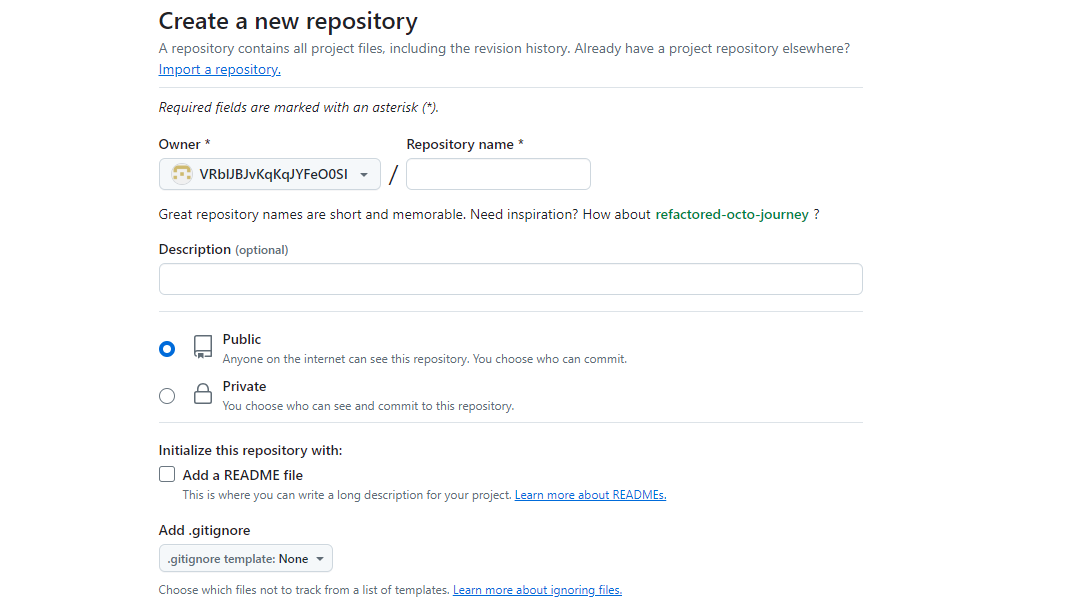 Create a new repository
A repository contains all project files, including the revision history. Already have a project repository elsewhere?
Import a repository.
Required fields are marked with an asterisk (*).
Owner * Repository name *
VRbIJBJvKqKqJYFeO0SI /
Great repository names are short and memorable. Need inspiration? How about refactored-octo-journey ?
Description (optional)
Public
Anyone on the internet can see this repository. You choose who can commit.
Private
You choose who can see and commit to this repository.
Initialize this repository with:
Add a README file
This is where you can write a long description for your project. Learn more about READMEs.
Add .gitignore
.gitignore template: None
Choose which files not to track from a list of templates. Learn more about ignoring files.